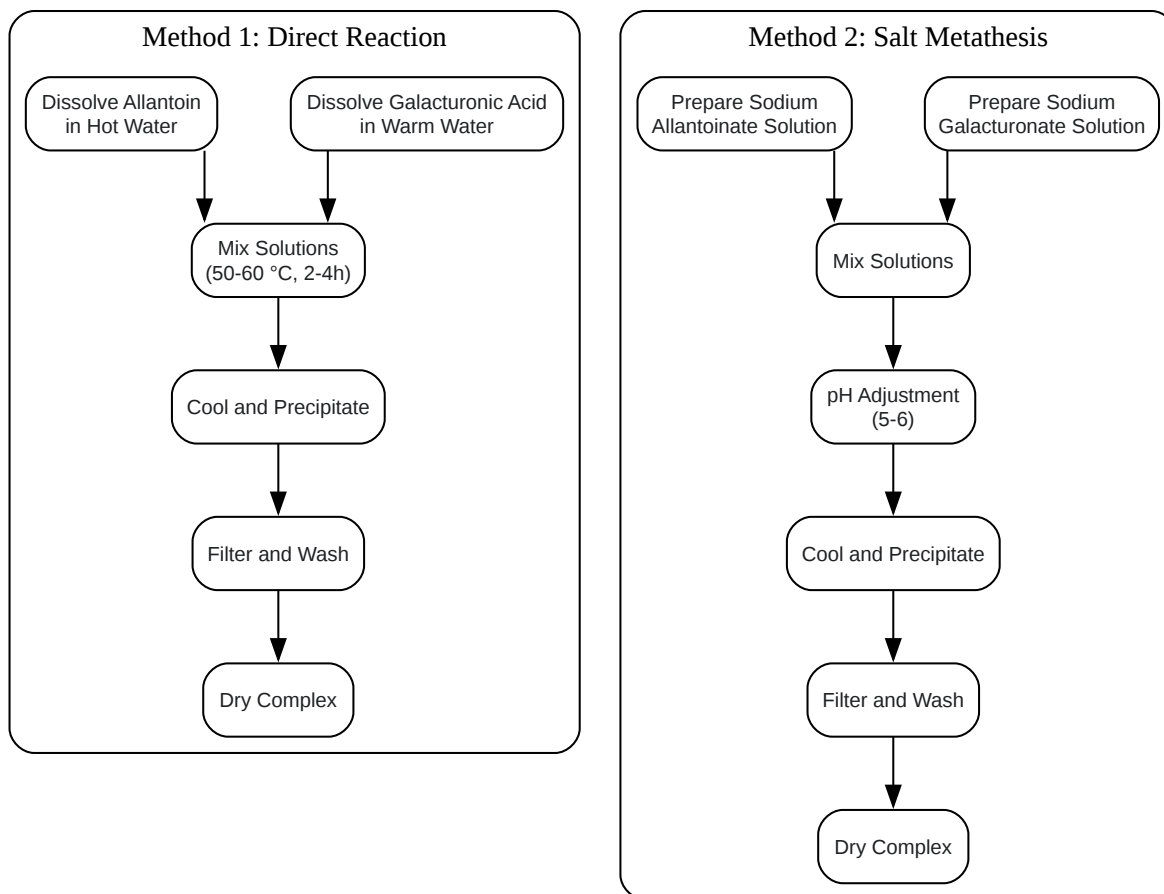 Method 1: Direct Reaction
Dissolve Allantoin
in Hot Water
Dissolve Galacturonic Acid
in Warm Water
Mix Solutions
(50-60 °C, 2-4h)
Cool and Precipitate
Filter and Wash
Dry Complex
Method 2: Salt Metathesis
Prepare Sodium
Allantoinate Solution
Prepare Sodium
Galacturonate Solution
Mix Solutions
pH Adjustment
(5-6)
Cool and Precipitate
Filter and Wash
Dry Complex